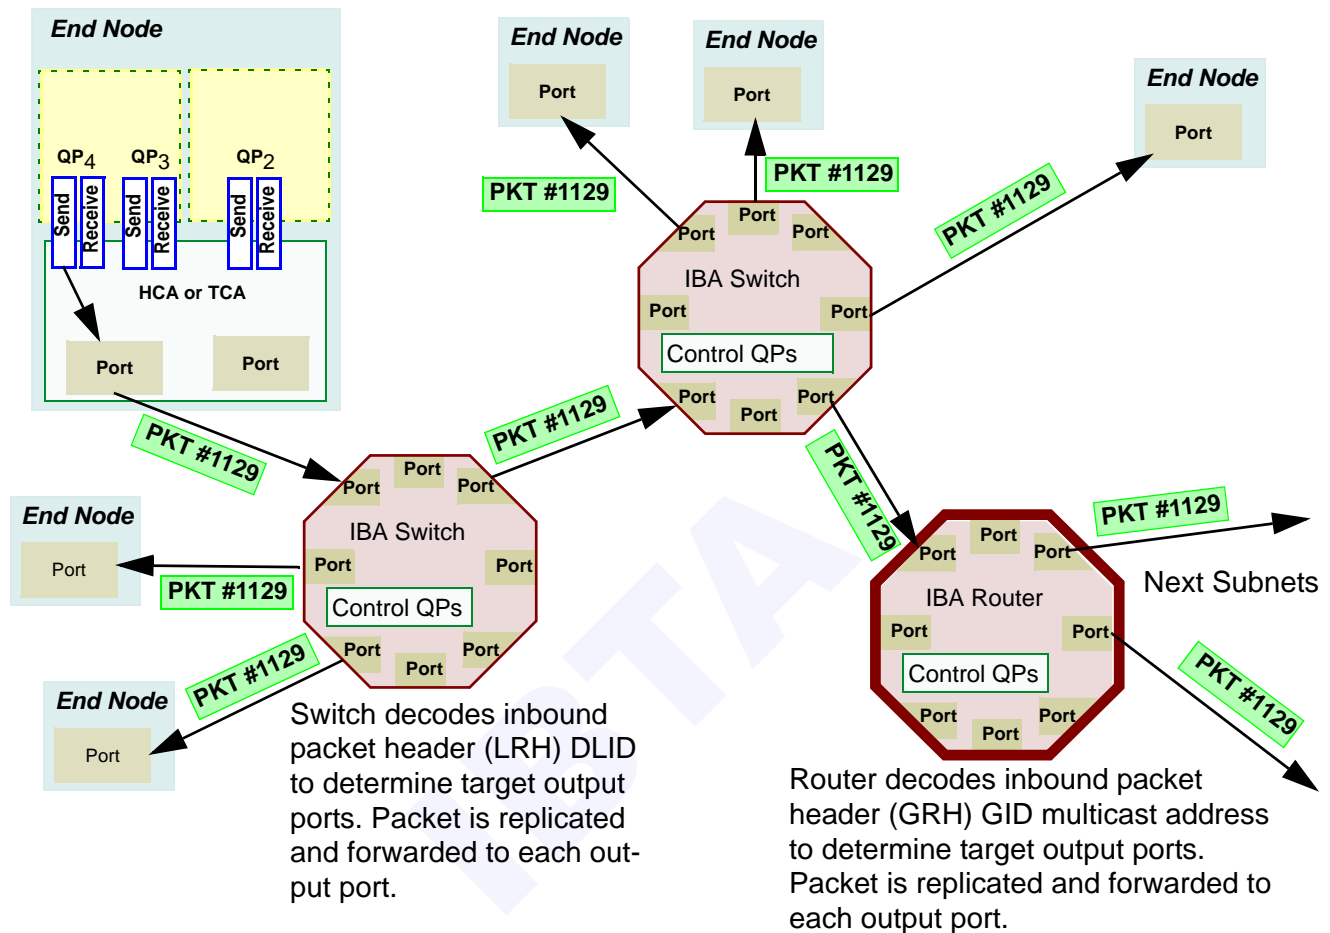 End Node
QP4
QP3
QP2
Send
Receive
Send
Receive
Send
Receive
HCA or TCA
Port
Port
PKT #1129
End Node
Port
PKT #1129
End Node
Port
PKT #1129
End Node
Port
PKT #1129
Port
Port
Port
IBA Switch
Port
Port
Control QPs
Port
Port
Port
PKT #1129
PKT #1129
Port
Port
Port
IBA Switch
Port
Port
Control QPs
Port
Port
Port
End Node
Port
PKT #1129
PKT #1129
End Node
Port
Switch decodes inbound
packet header (LRH) DLID
to determine target output
ports. Packet is replicated
and forwarded to each out-
put port.
Port
Port
Port
IBA Router
Port
Port
Control QPs
Port
Port
Port
PKT #1129
Next Subnets
PKT #1129
Router decodes inbound packet
header (GRH) GID multicast address
to determine target output ports.
Packet is replicated and forwarded to
each output port.
IBTA